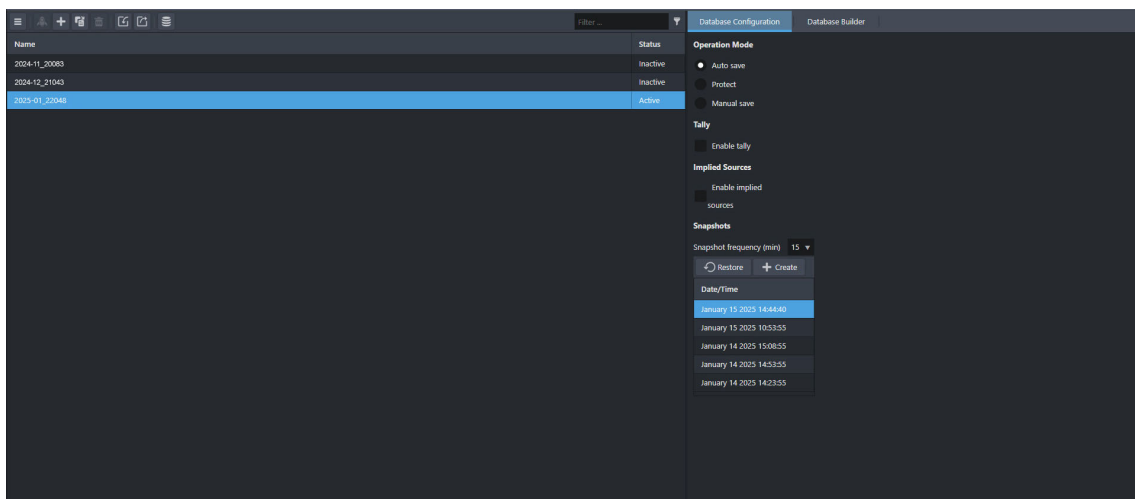 Filter ...
Name Status
2024-11_20083 Inactive
2024-12_21043 Inactive
2025-01_22048 Active
Database Configuration Database Builder
Operation Mode
Auto save
Protect
Manual save
Tally
Enable tally
Implied Sources
Enable implied
sources
Snapshots
Snapshot frequency (min) 15
Restore Create
Date/Time
January 15 2025 14:44:40
January 15 2025 10:53:55
January 14 2025 15:08:55
January 14 2025 14:53:55
January 14 2025 14:23:55